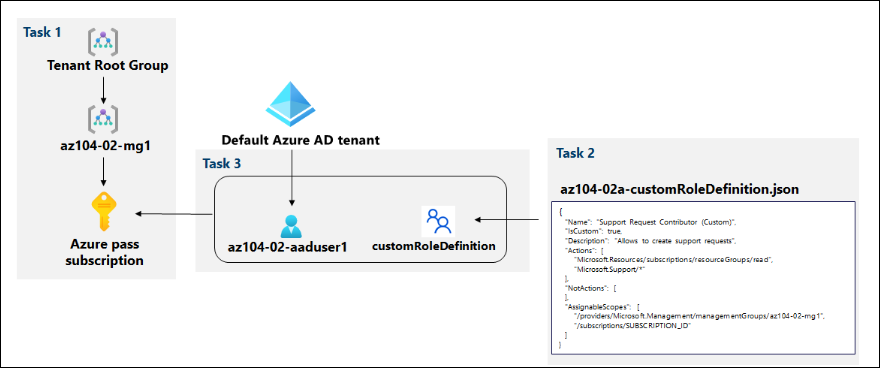 Task 1
Tenant Root Group
az104-02-mg1
Azure pass
subscription
Default Azure AD tenant
Task 3
az104-02-aaduser1
customRoleDefinition
Task 2
az104-02a-customRoleDefinition.json
{
"Name": "Support Request Contributor (Custom)",
"IsCustom": true,
"Description": "Allows to create support requests",
"Actions": [
"Microsoft.Resources/subscriptions/resourceGroups/read",
"Microsoft.Support/*"
],
"NotActions": [
],
"AssignableScopes": [
"/providers/Microsoft.Management/managementGroups/az104-02-mg1",
"/subscriptions/SUBSCRIPTION_ID"
]
}